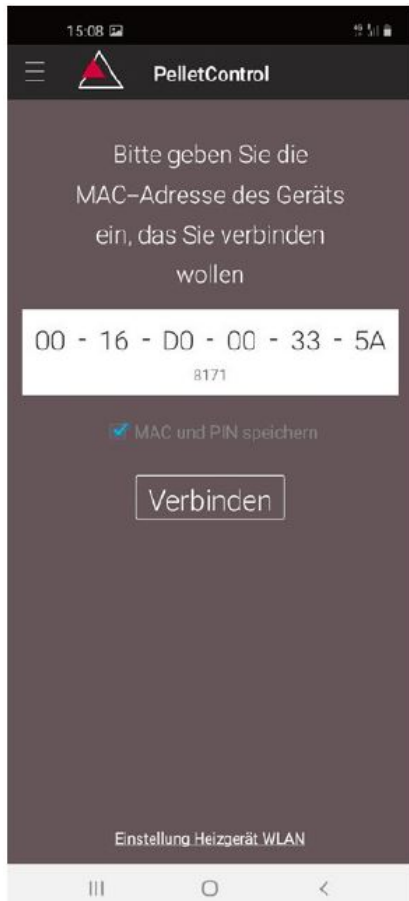 15:08
PelletControl
Bitte geben Sie die
MAC-Adresse des Geräts
ein, das Sie verbinden
wollen
00 - 16 - D0 - 00 - 33 - 5A
8171
MAC und PIN speichern
Verbinden
Einstellung Heizgerät WLAN